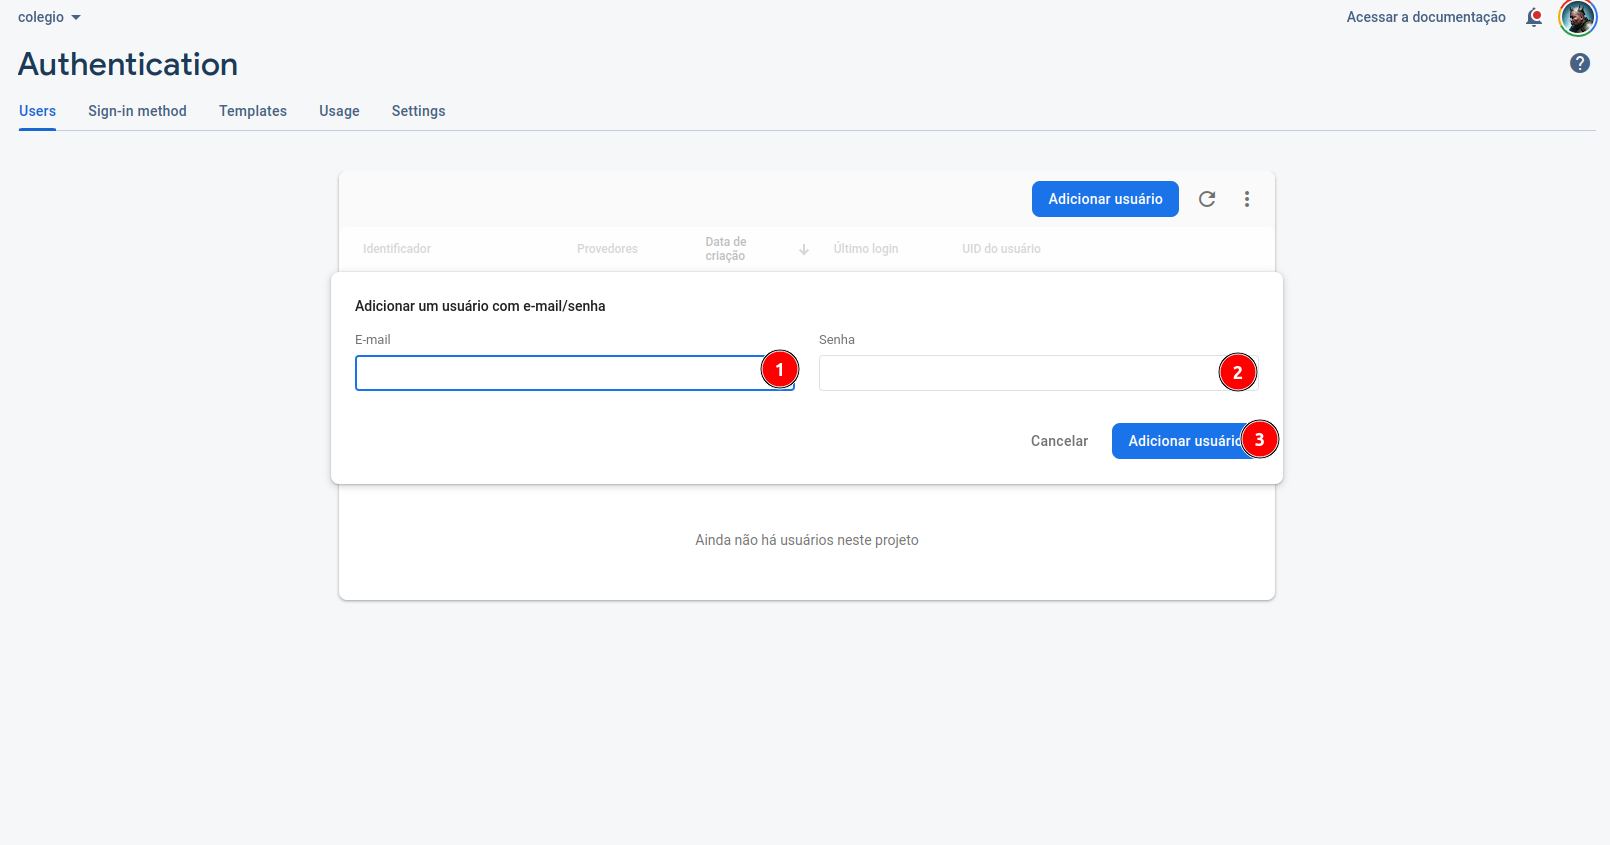 colegio
Acessar a documentação
Authentication
Users Sign-in method Templates Usage Settings
Adicionar usuário
Identificador Provedores Data de criação Último login UID do usuário
Adicionar um usuário com e-mail/senha
E-mail Senha
1 2
Cancelar Adicionar usuário 3
Ainda não há usuários neste projeto